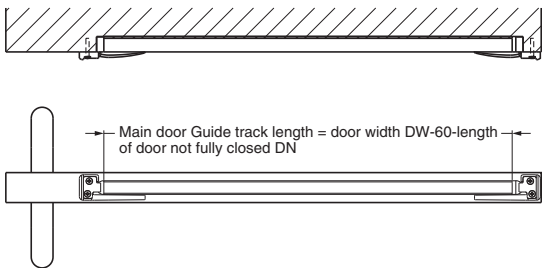 Main door Guide track length = door width DW-60-length
of door not fully closed DN